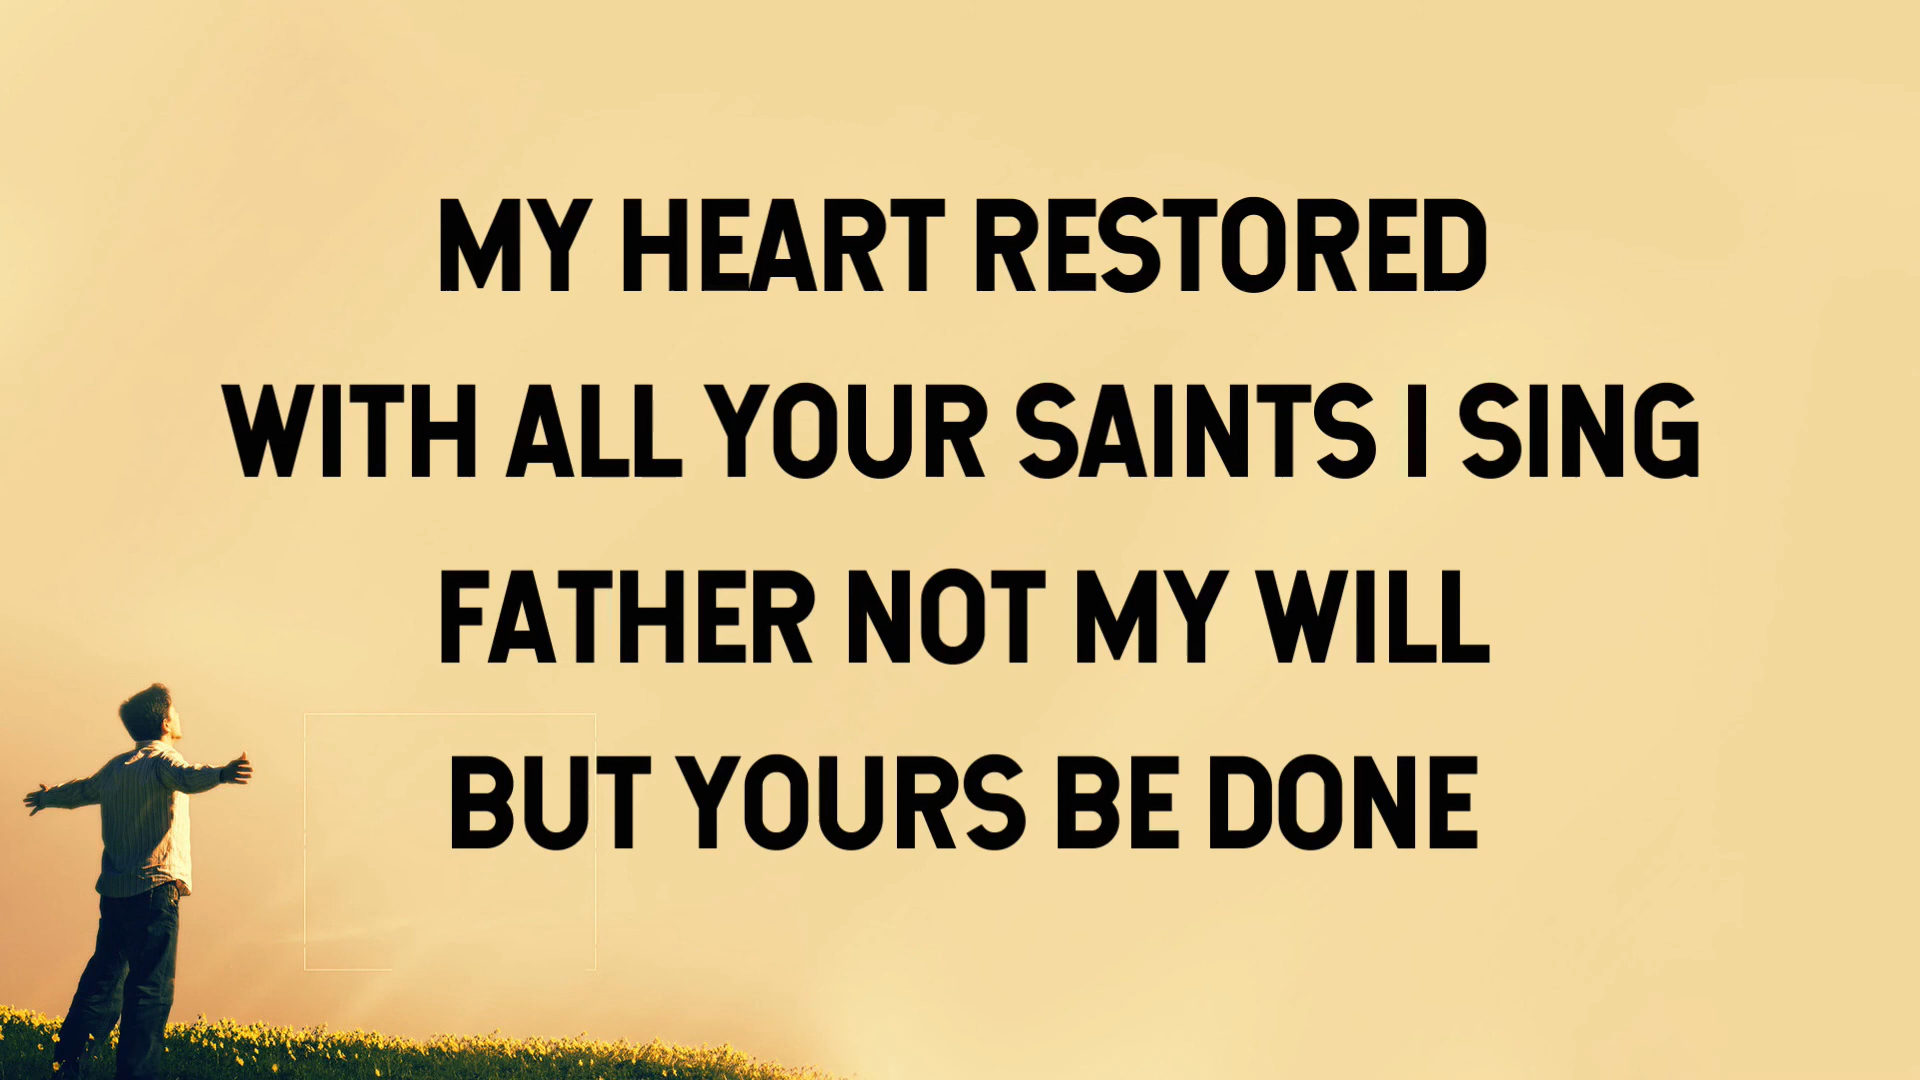 MY HEART RESTORED
WITH ALL YOUR SAINTS I SING
FATHER NOT MY WILL
BUT YOURS BE DONE